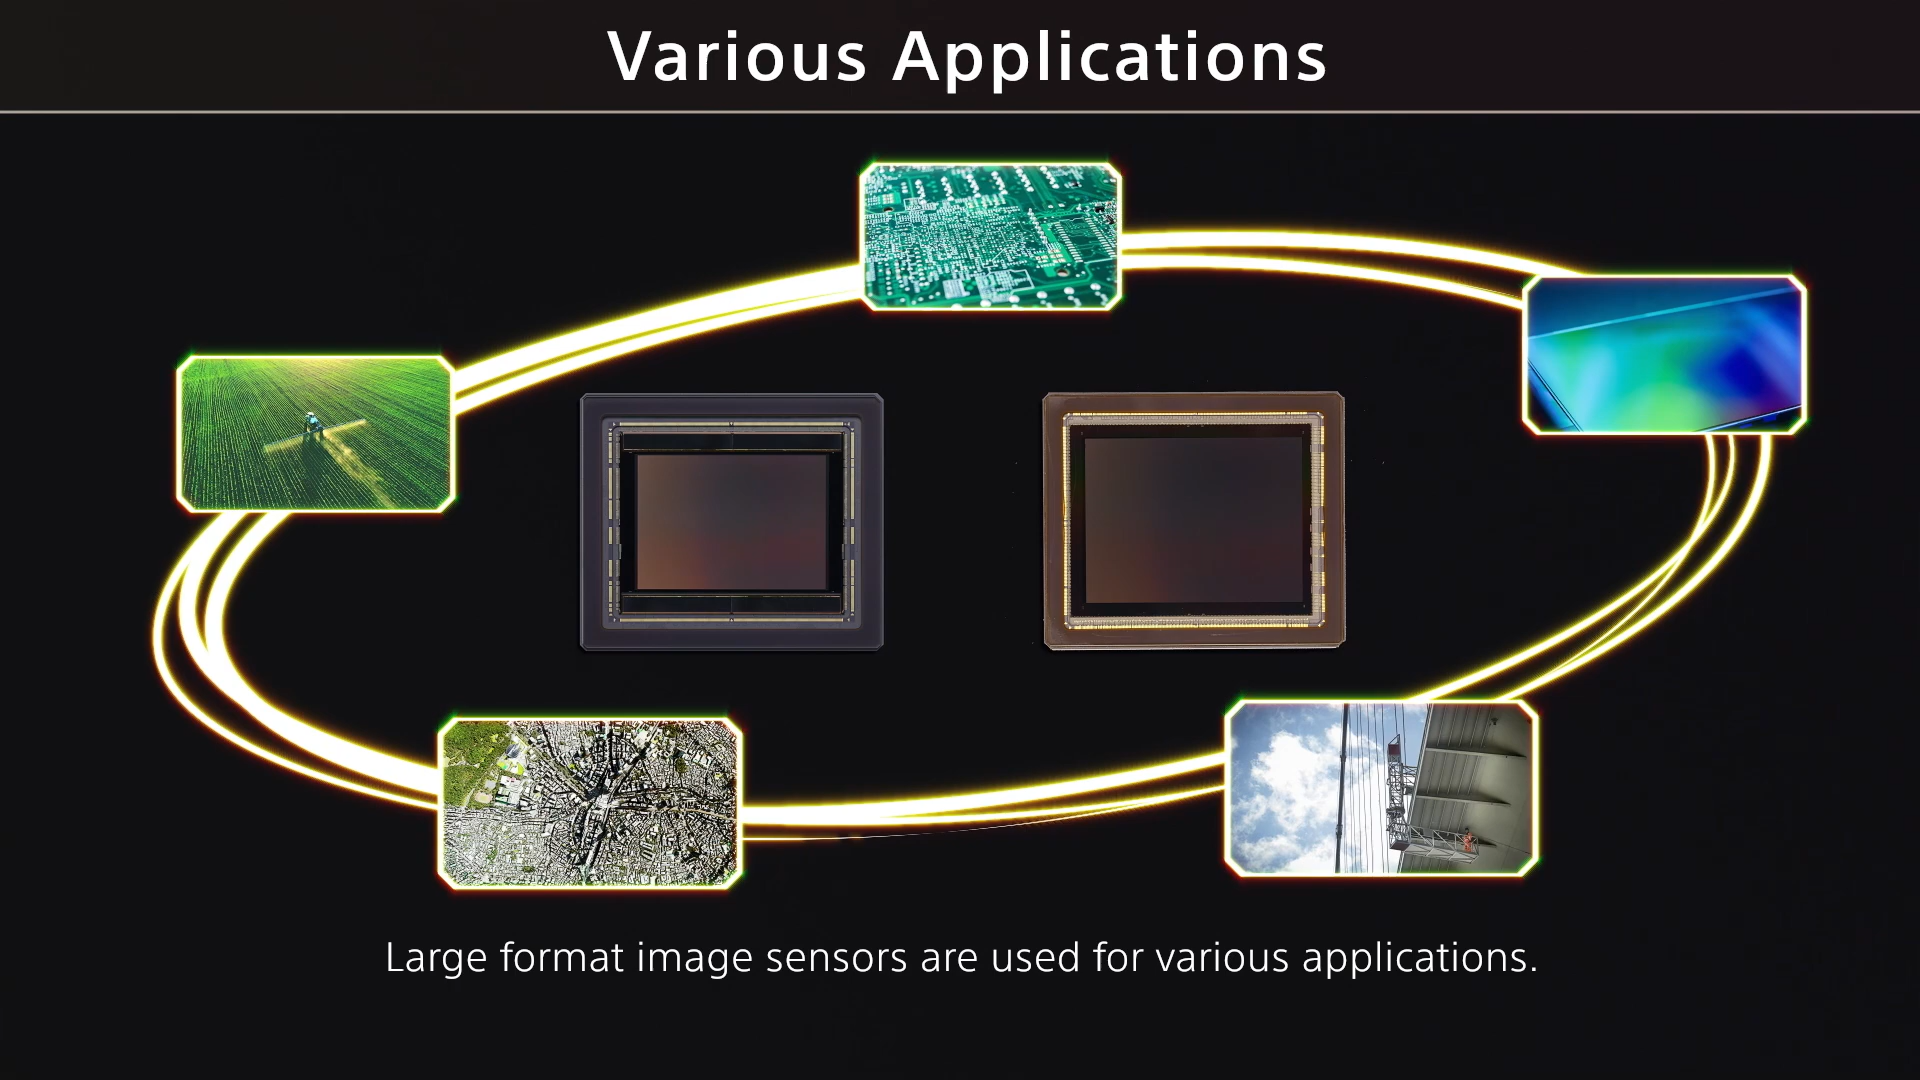 Various Applications
Large format image sensors are used for various applications.